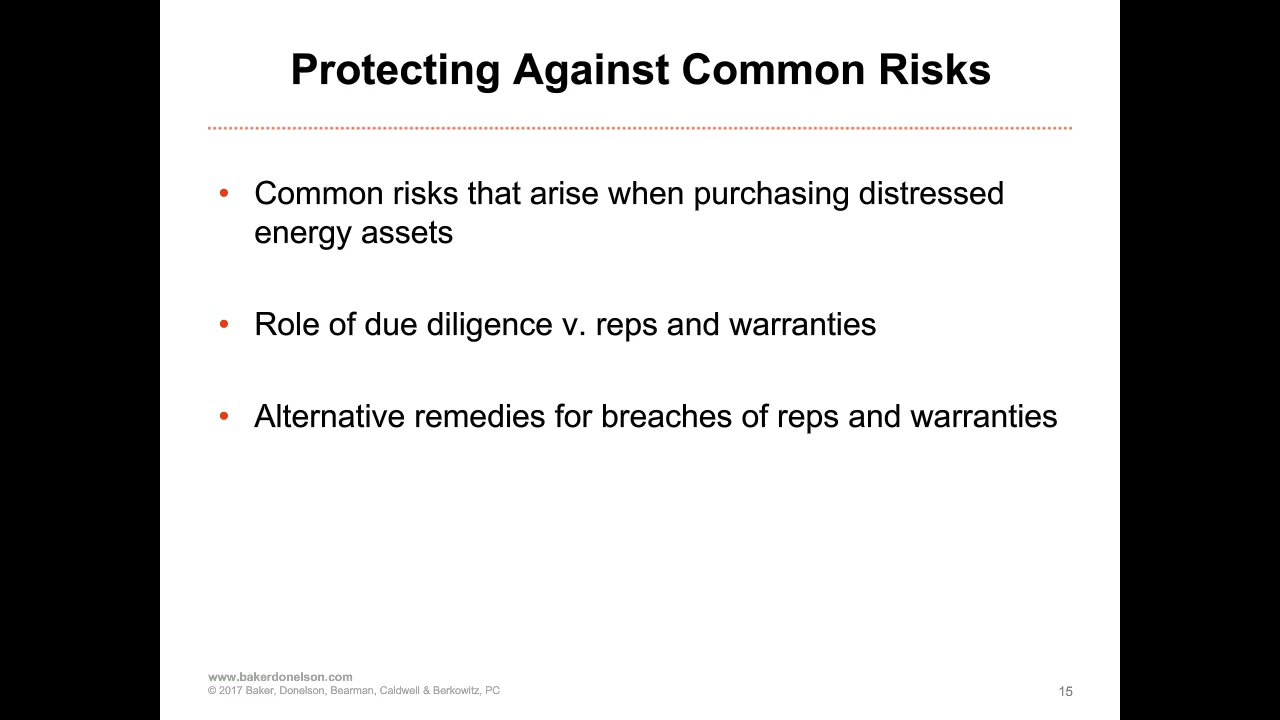 Protecting Against Common Risks
• Common risks that arise when purchasing distressed
energy assets
• Role of due diligence v. reps and warranties
• Alternative remedies for breaches of reps and warranties
www.bakerdonelson.com
© 2017 Baker, Donelson, Bearman, Caldwell & Berkowitz, PC
15